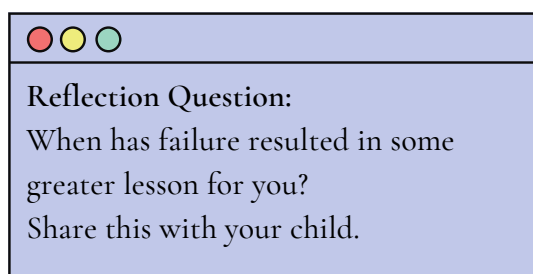 Reflection Question:
When has failure resulted in some
greater lesson for you?
Share this with your child.